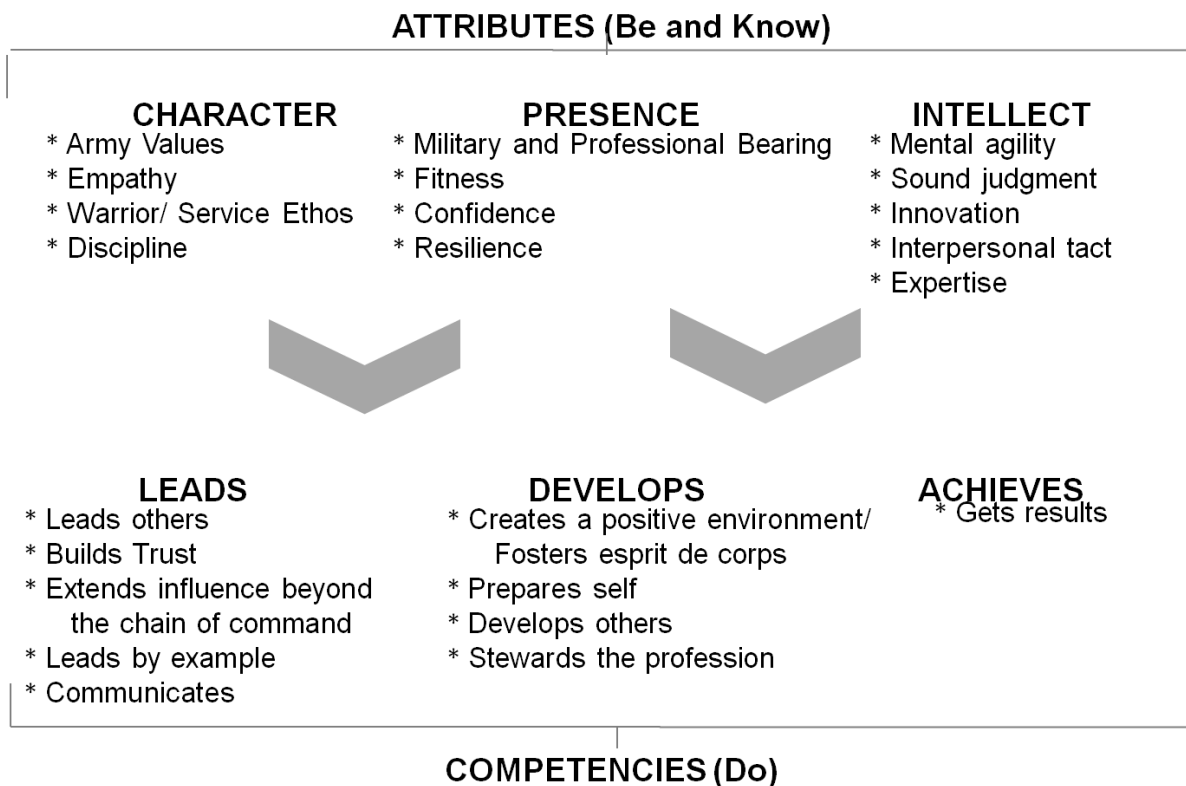 ATTRIBUTES (Be and Know)
CHARACTER
* Army Values
* Empathy
* Warrior/ Service Ethos
* Discipline
PRESENCE
* Military and Professional Bearing
* Fitness
* Confidence
* Resilience
INTELLECT
* Mental agility
* Sound judgment
* Innovation
* Interpersonal tact
* Expertise
LEADS
* Leads others
* Builds Trust
* Extends influence beyond
the chain of command
* Leads by example
* Communicates
DEVELOPS
* Creates a positive environment/
Fosters esprit de corps
* Prepares self
* Develops others
* Stewards the profession
ACHIEVES
* Gets results
COMPETENCIES (Do)